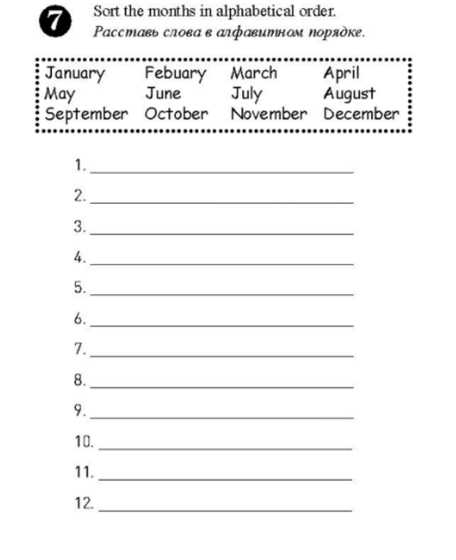 7 Sort the months in alphabetical order.
Расставь слова в алфавитном порядке.
January Febuary March April
May June July August
September October November December
1.
2.
3.
4.
5.
6.
7.
8.
9.
10.
11.
12.